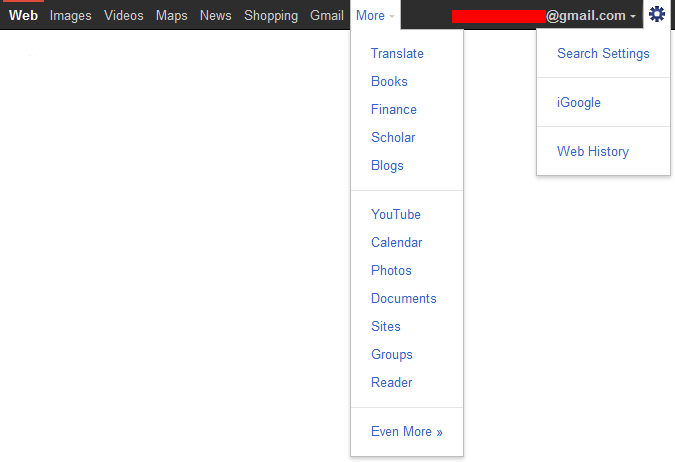 Web Images Videos Maps News Shopping Gmail More @gmail.com
Translate
Books
Finance
Scholar
Blogs
YouTube
Calendar
Photos
Documents
Sites
Groups
Reader
Even More »
Search Settings
iGoogle
Web History